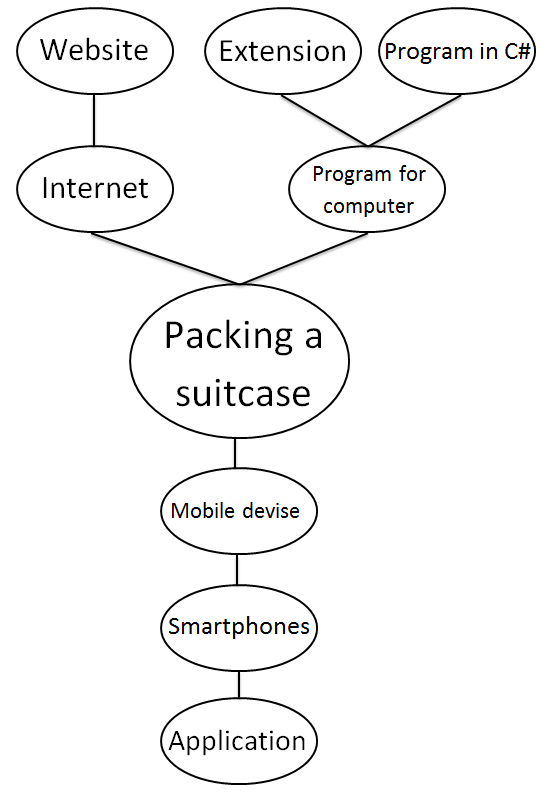 Website
Extension
Program in C#
Internet
Program for
computer
Packing a
suitcase
Mobile devise
Smartphones
Application